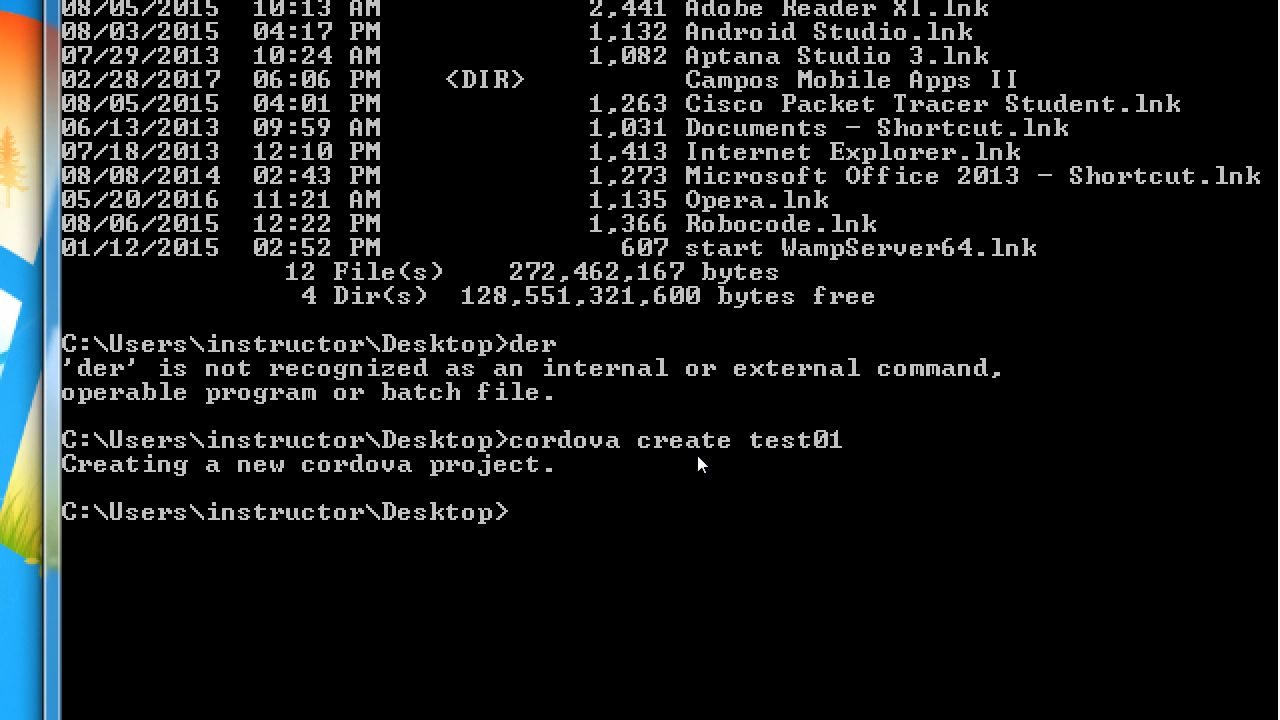 08/05/2015  10:13 AM             2,441 Adobe Reader XI.lnk
08/03/2015  04:17 PM             1,132 Android Studio.lnk
07/29/2013  10:24 AM             1,082 Aptana Studio 3.lnk
02/28/2017  06:06 PM    <DIR>          Campos Mobile Apps II
08/05/2015  04:01 PM             1,263 Cisco Packet Tracer Student.lnk
06/13/2013  09:59 AM             1,031 Documents - Shortcut.lnk
07/18/2013  12:10 PM             1,413 Internet Explorer.lnk
08/08/2014  02:43 PM             1,273 Microsoft Office 2013 - Shortcut.lnk
05/20/2016  11:21 AM             1,135 Opera.lnk
08/06/2015  12:22 PM             1,366 Robocode.lnk
01/12/2015  02:52 PM               607 start WampServer64.lnk
              12 File(s)    272,462,167 bytes
               4 Dir(s)  128,551,321,600 bytes free
C:\Users\instructor\Desktop>der
'der' is not recognized as an internal or external command,
operable program or batch file.
C:\Users\instructor\Desktop>cordova create test01
Creating a new cordova project.
C:\Users\instructor\Desktop>